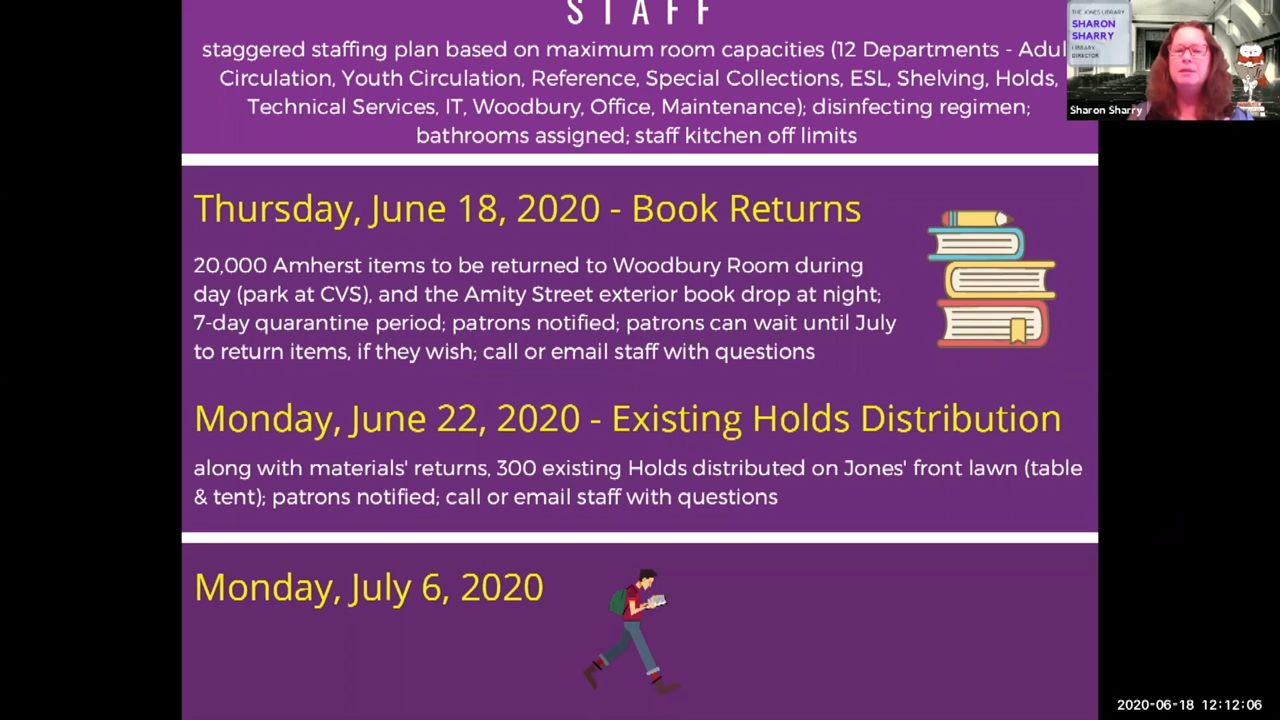 STAFF
staggered staffing plan based on maximum room capacities (12 Departments - Adul
Circulation, Youth Circulation, Reference, Special Collections, ESL, Shelving, Holds,
Technical Services, IT, Woodbury, Office, Maintenance); disinfecting regimen;
bathrooms assigned; staff kitchen off limits
THE JONES LIBRARY
SHARON
SHARRY
LIBRARY
DIRECTOR
Sharon Sharry
Thursday, June 18, 2020 - Book Returns
20,000 Amherst items to be returned to Woodbury Room during
day (park at CVS), and the Amity Street exterior book drop at night;
7-day quarantine period; patrons notified; patrons can wait until July
to return items, if they wish; call or email staff with questions
Monday, June 22, 2020 - Existing Holds Distribution
along with materials' returns, 300 existing Holds distributed on Jones' front lawn (table
& tent); patrons notified; call or email staff with questions
Monday, July 6, 2020
2020-06-18 12:12:06